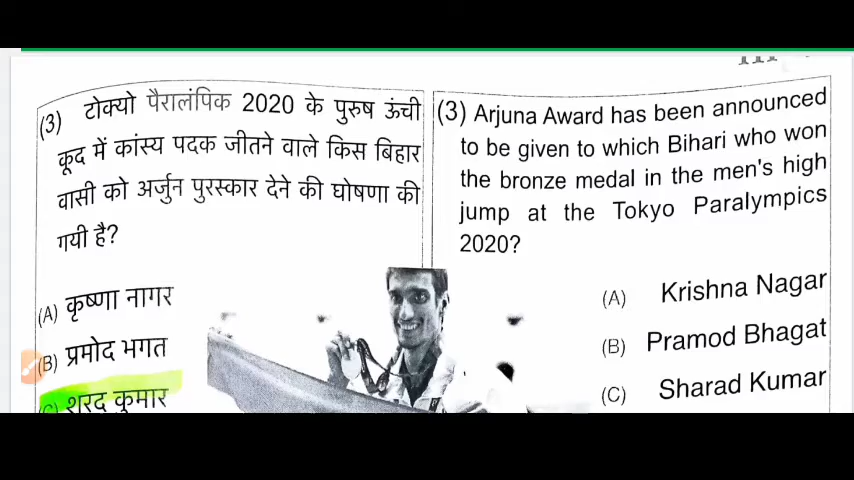 (3) टोक्यो पैरालंपिक 2020 के पुरुष ऊंची
कूद में कांस्य पदक जीतने वाले किस बिहार
वासी को अर्जुन पुरस्कार देने की घोषणा की
गयी है?
(A) कृष्णा नागर
(B) प्रमोद भगत
(C) शरद कुमार
(3) Arjuna Award has been announced
to be given to which Bihari who won
the bronze medal in the men's high
jump at the Tokyo Paralympics
2020?
(A) Krishna Nagar
(B) Pramod Bhagat
(C) Sharad Kumar